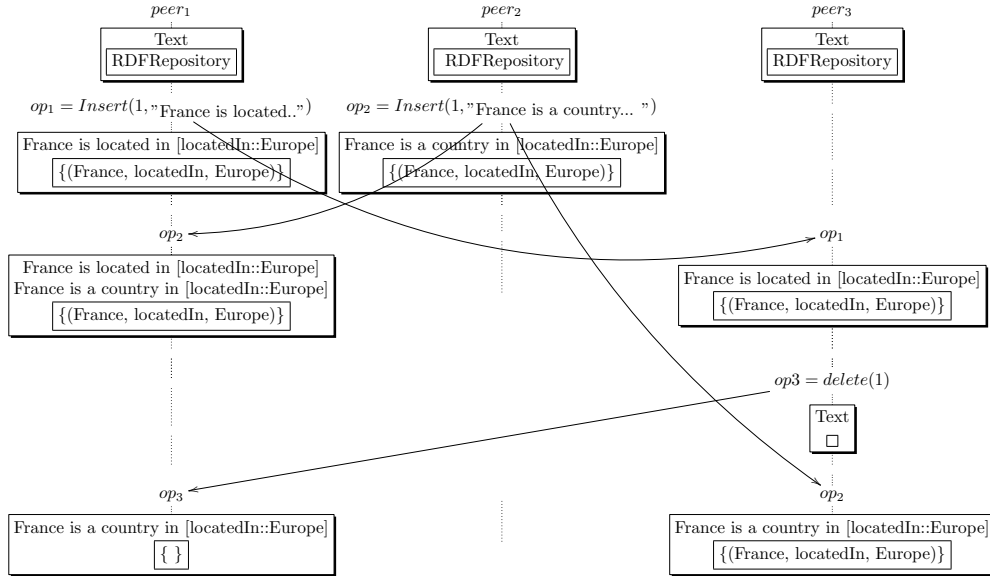 peer1 peer2 peer3
Text Text Text
RDFRepository RDFRepository RDFRepository
op1 = Insert(1,"France is located..") op2 = Insert(1,"France is a country... ")
France is located in [locatedIn::Europe] France is a country in [locatedIn::Europe]
{(France, locatedIn, Europe)} {(France, locatedIn, Europe)}
op2 op1
France is located in [locatedIn::Europe]
France is a country in [locatedIn::Europe] France is located in [locatedIn::Europe]
{(France, locatedIn, Europe)} {(France, locatedIn, Europe)}
op3 = delete(1)
Text
op3 op2
France is a country in [locatedIn::Europe] France is a country in [locatedIn::Europe]
{ } {(France, locatedIn, Europe)}